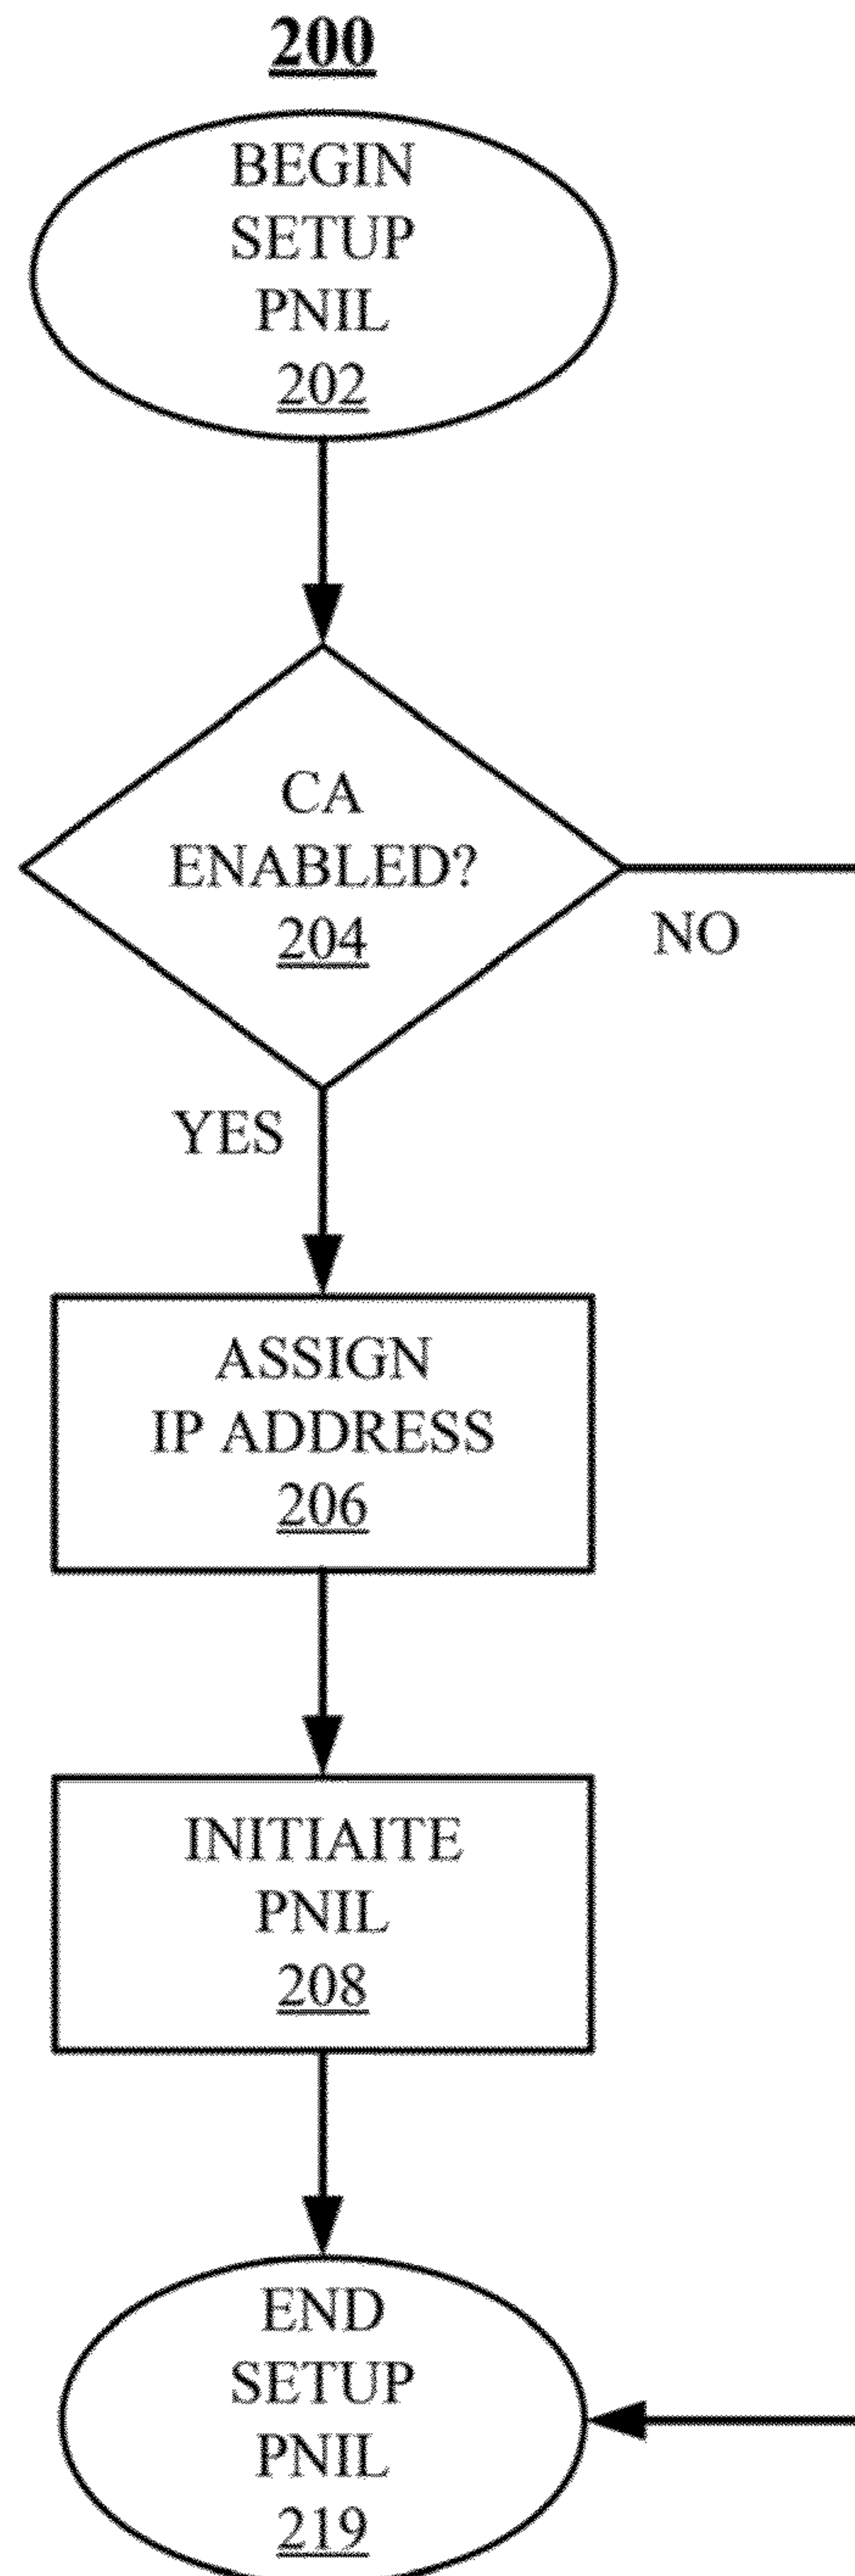 200
BEGIN
SETUP
PNIL
202
CA
ENABLED?
204
NO
YES
ASSIGN
IP ADDRESS
206
INITIAITE
PNIL
208
END
SETUP
PNIL
219